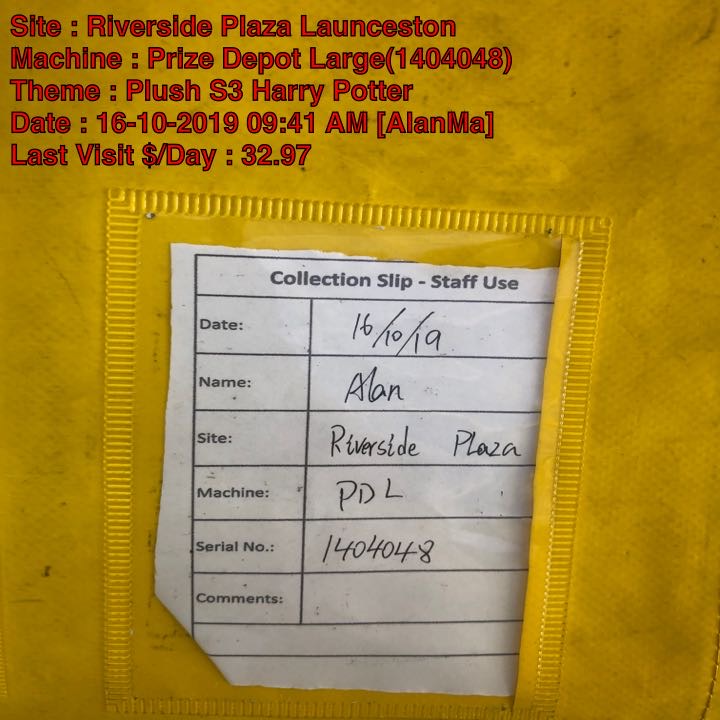 Site : Riverside Plaza Launceston
Machine : Prize Depot Large(1404048)
Theme : Plush S3 Harry Potter
Date : 16-10-2019 09:41 AM [AlanMa]
Last Visit $/Day : 32.97
Collection Slip - Staff Use
Date: 16/10/19
Name: Alan
Site: Riverside Plaza
Machine: PDL
Serial No.: 1404048
Comments: